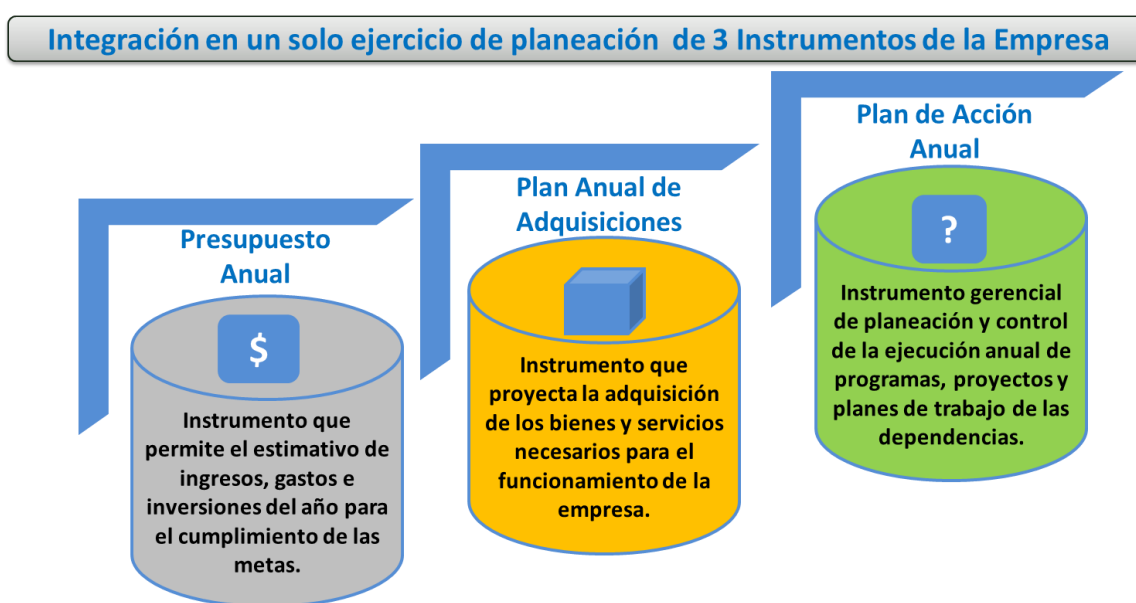 Integración en un solo ejercicio de planeación de 3 Instrumentos de la Empresa
Presupuesto
Anual
$
Instrumento que
permite el estimativo de
ingresos, gastos e
inversiones del año para
el cumplimiento de las
metas.
Plan Anual de
Adquisiciones
Instrumento que
proyecta la adquisición
de los bienes y servicios
necesarios para el
funcionamiento de la
empresa.
Plan de Acción
Anual
?
Instrumento gerencial
de planeación y control
de la ejecución anual de
programas, proyectos y
planes de trabajo de las
dependencias.